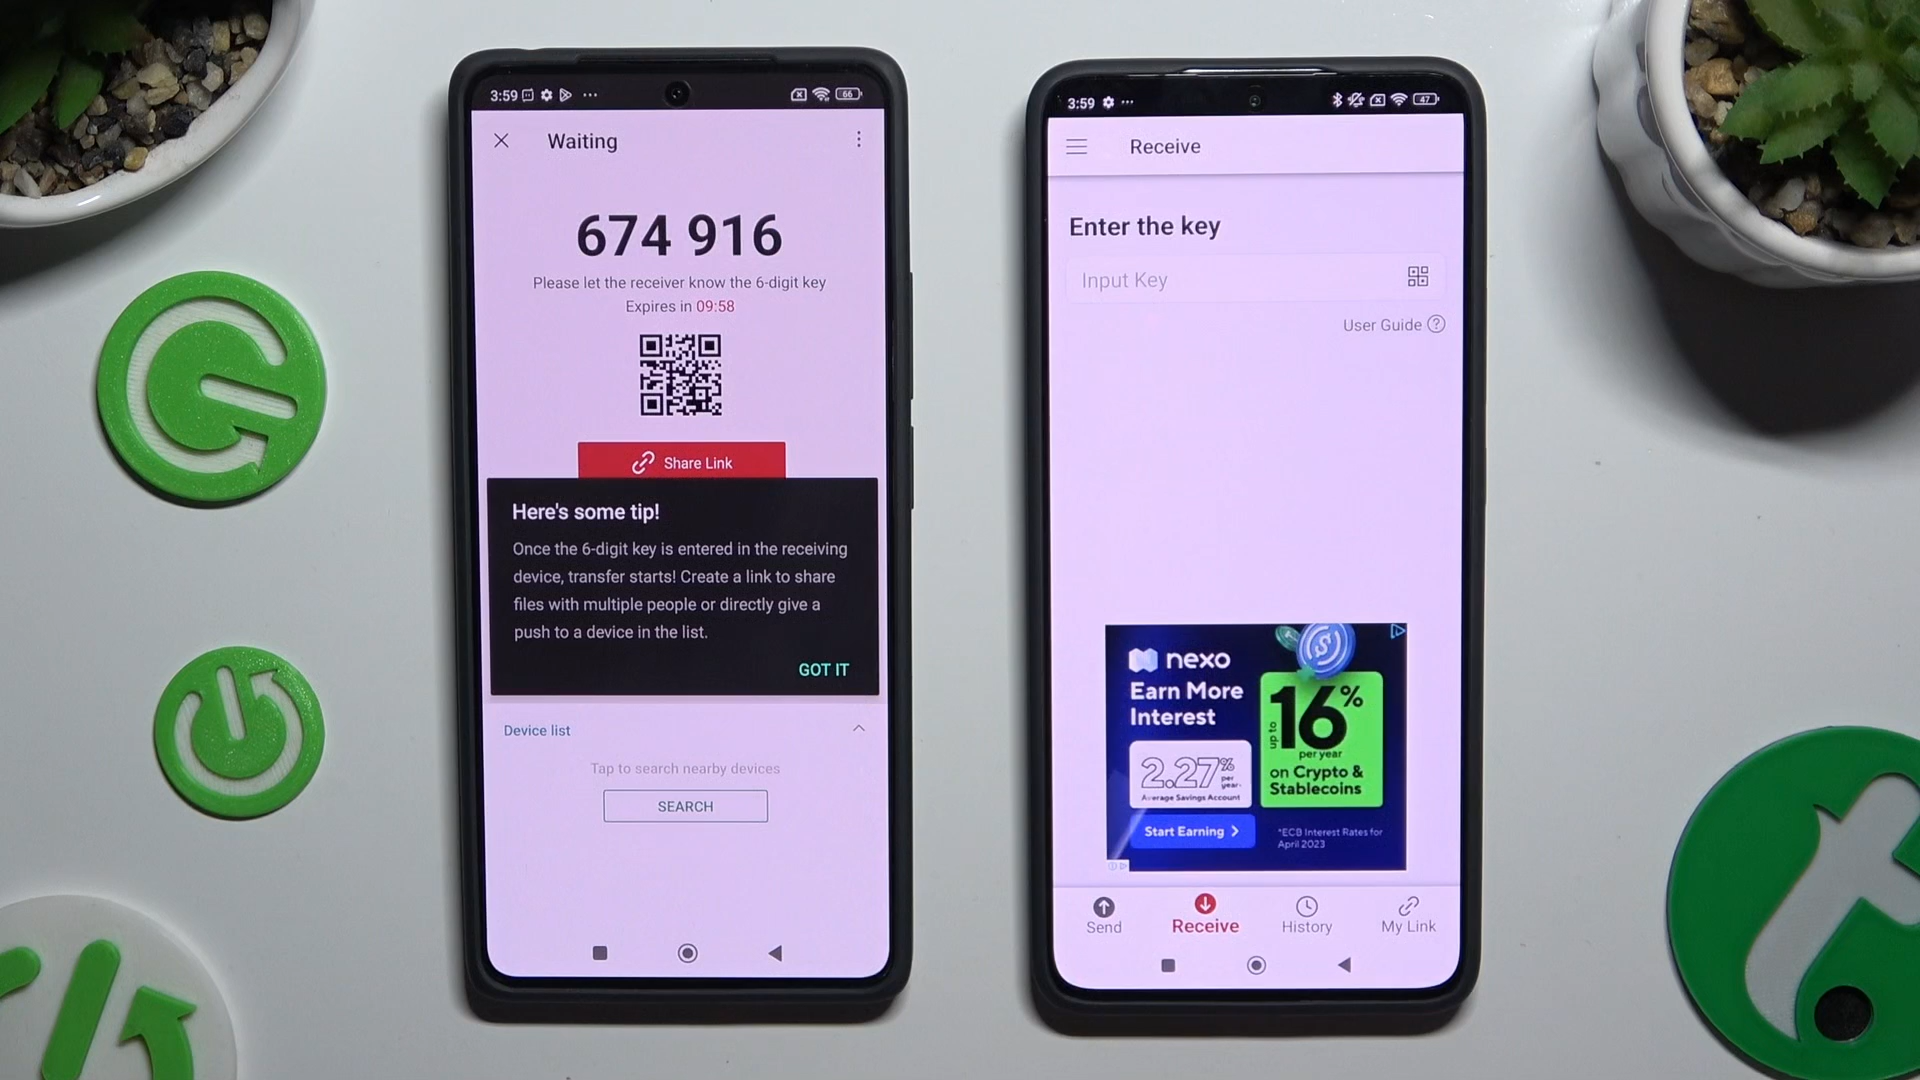 3:59
66
Waiting
674 916
Please let the receiver know the 6-digit key
Expires in 09:58
Share Link
Here's some tip!
Once the 6-digit key is entered in the receiving
device, transfer starts! Create a link to share
files with multiple people or directly give a
push to a device in the list.
GOT IT
Device list
Tap to search nearby devices
SEARCH
3:59
47
Receive
Enter the key
Input Key
User Guide ?
nexo
Earn More
Interest
2.27%
per
year*
Average Savings Account
Start Earning >
up to
16%
per year
on Crypto &
Stablecoins
*ECB Interest Rates for
April 2023
Send
Receive
History
My Link